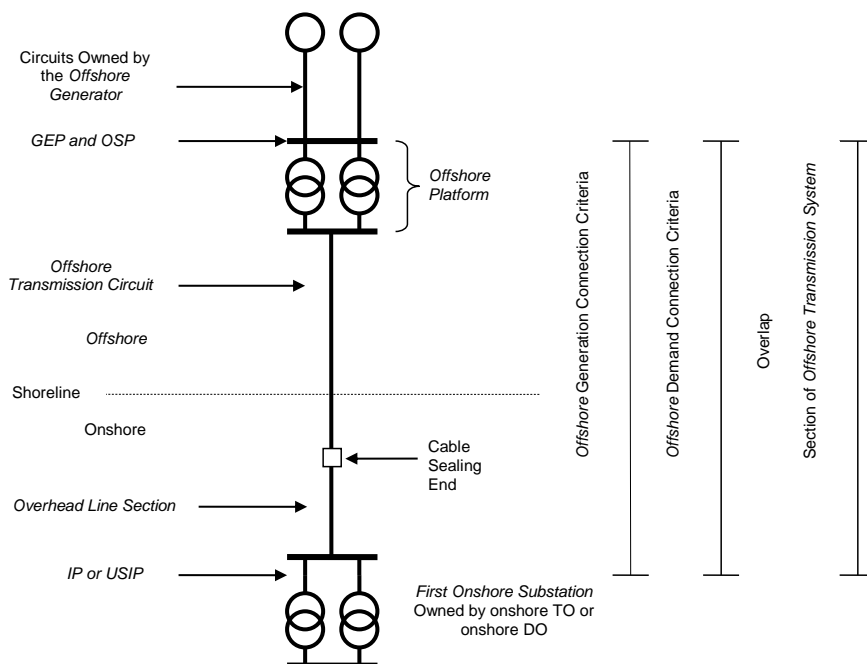 Circuits Owned by
the Offshore
Generator
GEP and OSP
Offshore
Platform
Offshore
Transmission Circuit
Offshore
Shoreline
Onshore
Cable
Sealing
End
Overhead Line Section
IP or USIP
First Onshore Substation
Owned by onshore TO or
onshore DO
Offshore Generation Connection Criteria
Offshore Demand Connection Criteria
Overlap
Section of Offshore Transmission System